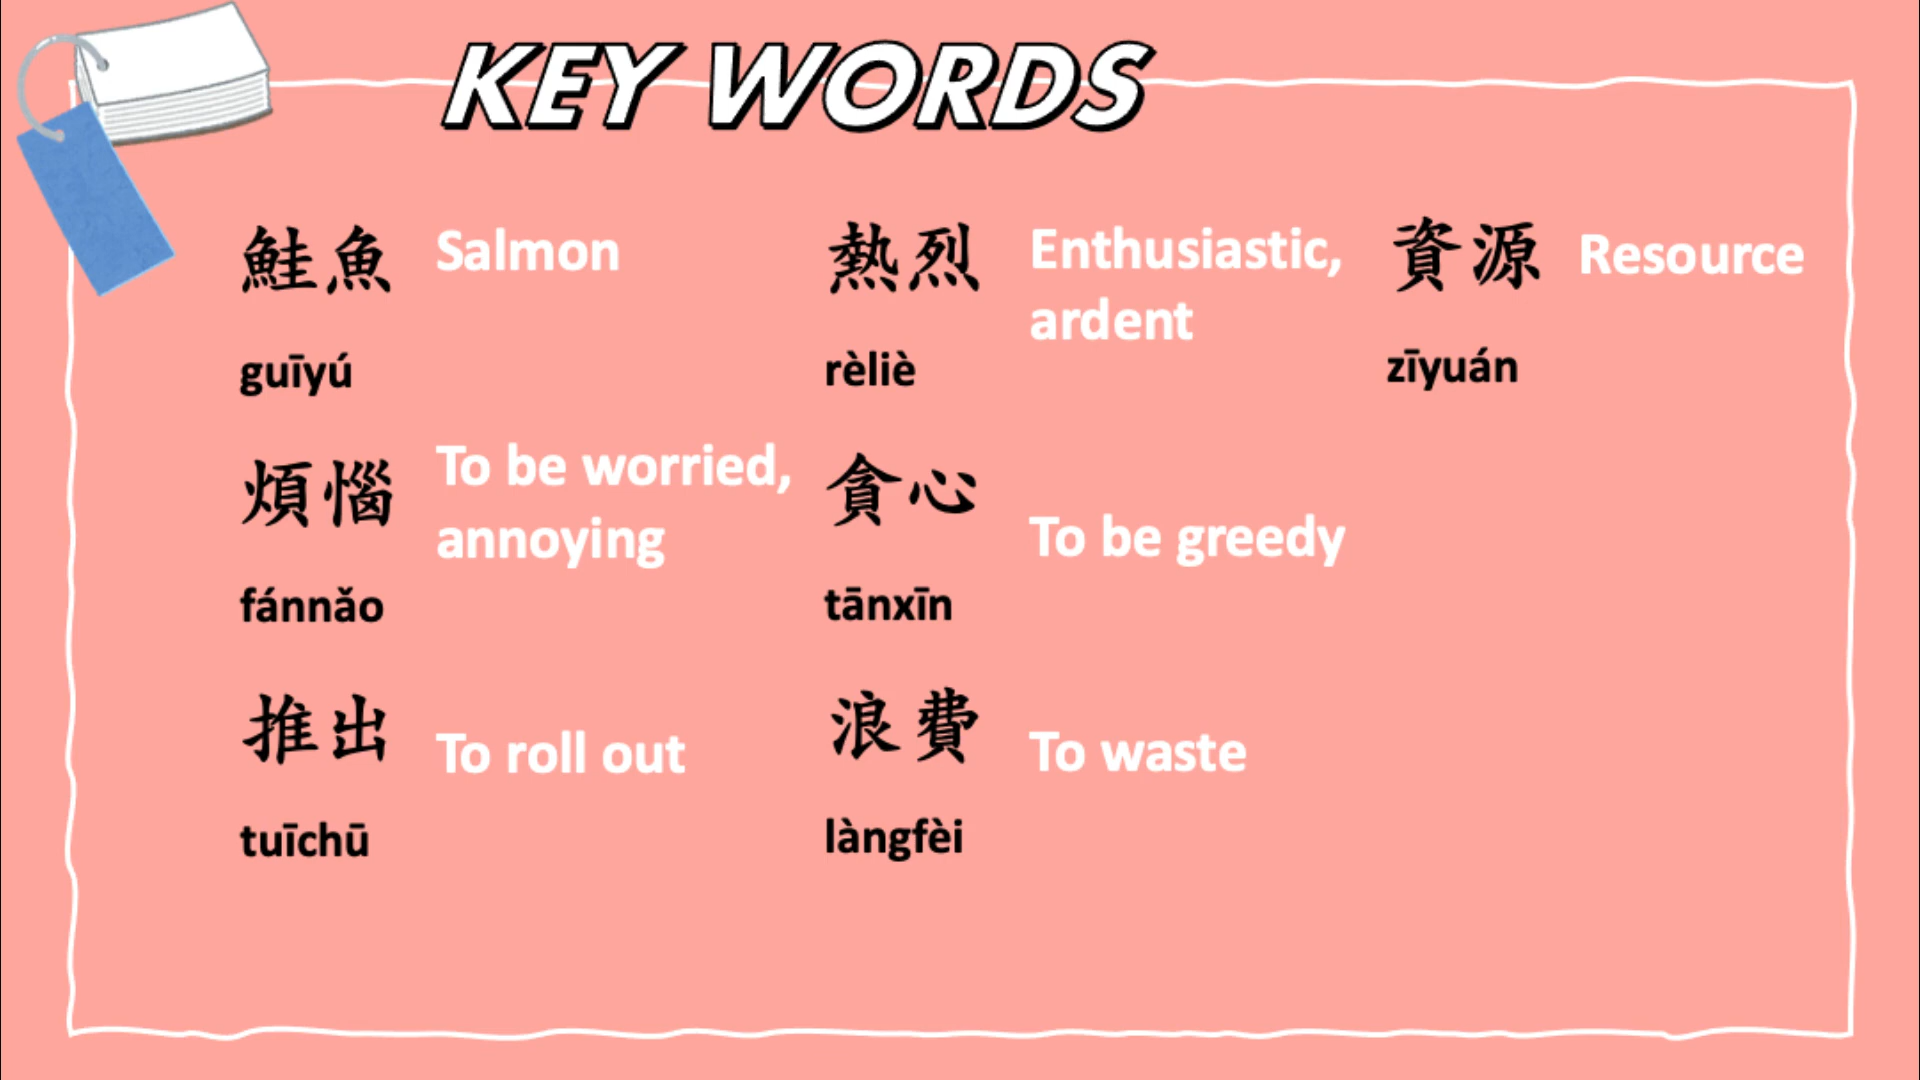 KEY WORDS
鮭魚 Salmon
guīyú
煩惱 To be worried,
annoying
fánnǎo
推出 To roll out
tuīchū
熱烈 Enthusiastic,
ardent
rèliè
貪心 To be greedy
tānxīn
浪費 To waste
làngfèi
資源 Resource
zīyuán